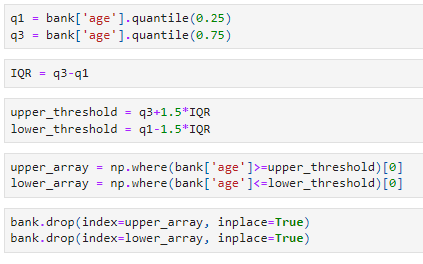 q1 = bank['age'].quantile(0.25)
q3 = bank['age'].quantile(0.75)
IQR = q3-q1
upper_threshold = q3+1.5*IQR
lower_threshold = q1-1.5*IQR
upper_array = np.where(bank['age']>=upper_threshold)[0]
lower_array = np.where(bank['age']<=lower_threshold)[0]
bank.drop(index=upper_array, inplace=True)
bank.drop(index=lower_array, inplace=True)